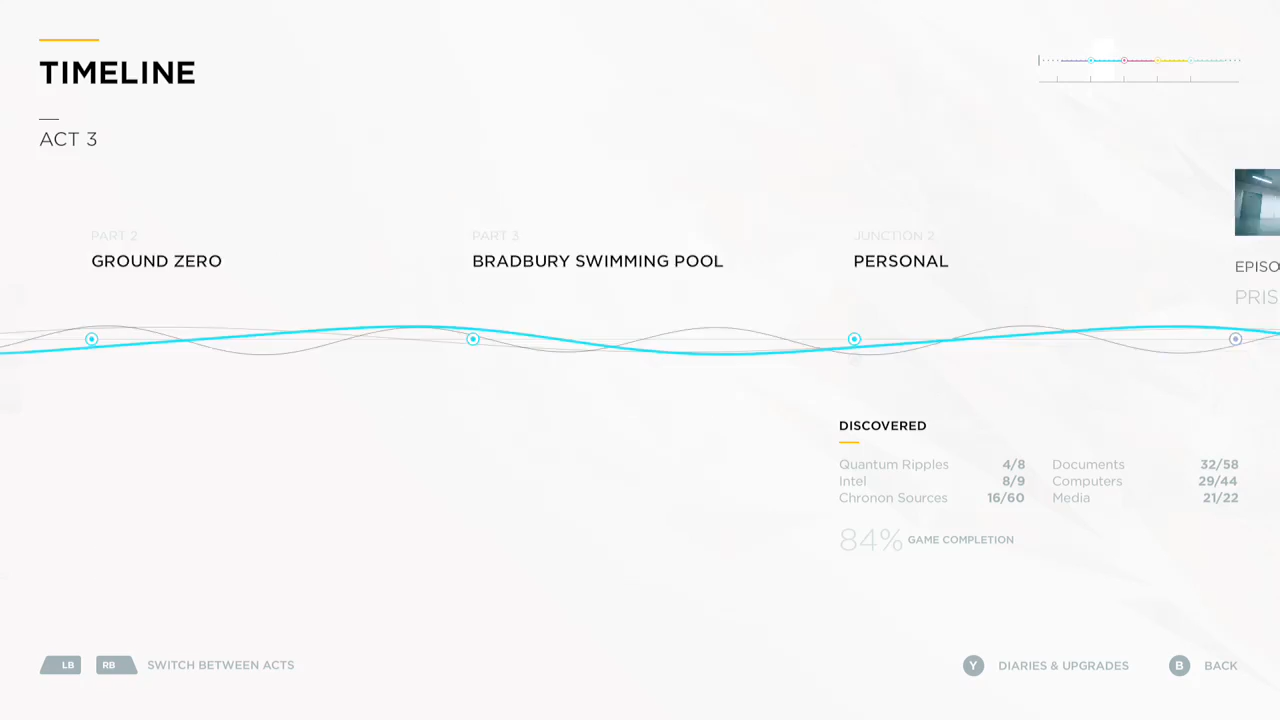 TIMELINE
ACT 3
PART 2
GROUND ZERO
PART 3
BRADBURY SWIMMING POOL
JUNCTION 2
PERSONAL
EPISO
PRIS
DISCOVERED
Quantum Ripples 4/8 Documents 32/58
Intel 8/9 Computers 29/44
Chronon Sources 16/60 Media 21/22
84% GAME COMPLETION
LB RB SWITCH BETWEEN ACTS
Y DIARIES & UPGRADES B BACK